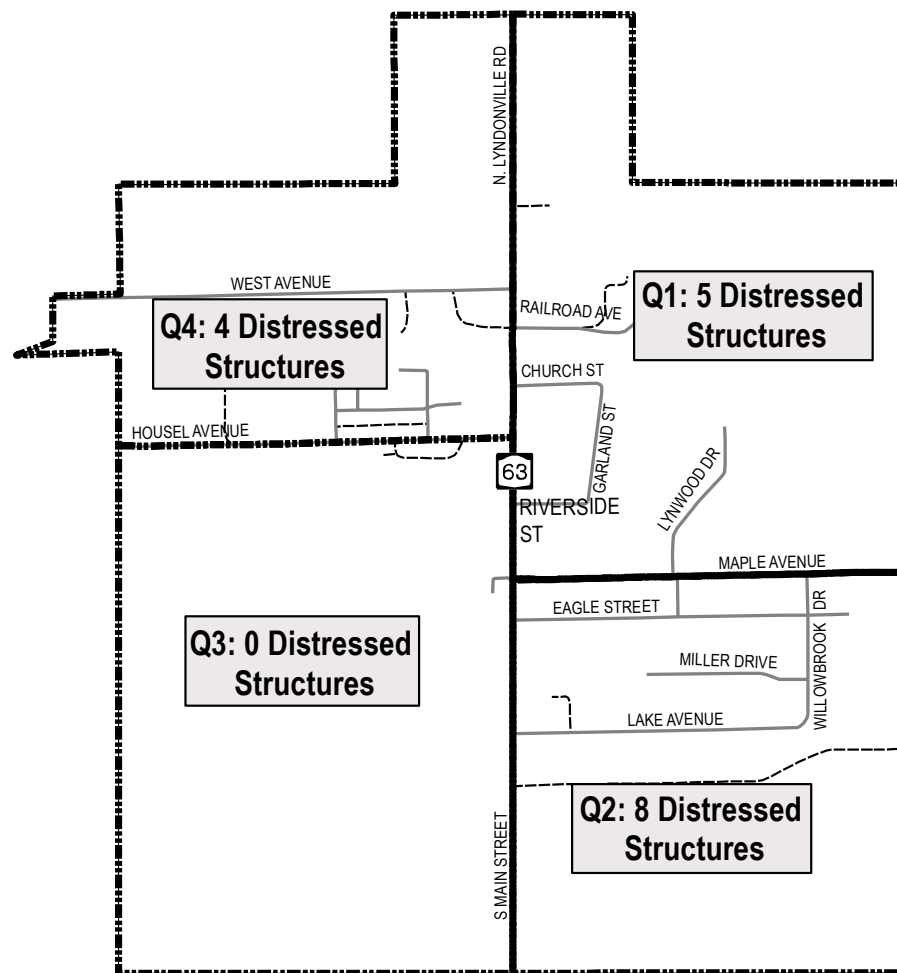 N. LYNDONVILLE RD
WEST AVENUE
Q4: 4 Distressed
Structures
RAILROAD AVE
Q1: 5 Distressed
Structures
CHURCH ST
GARLAND ST
HOUSEL AVENUE
63
RIVERSIDE
ST
LYNWOOD DR
MAPLE AVENUE
EAGLE STREET
WILLOWBROOK DR
MILLER DRIVE
LAKE AVENUE
Q3: 0 Distressed
Structures
Q2: 8 Distressed
Structures
S MAIN STREET